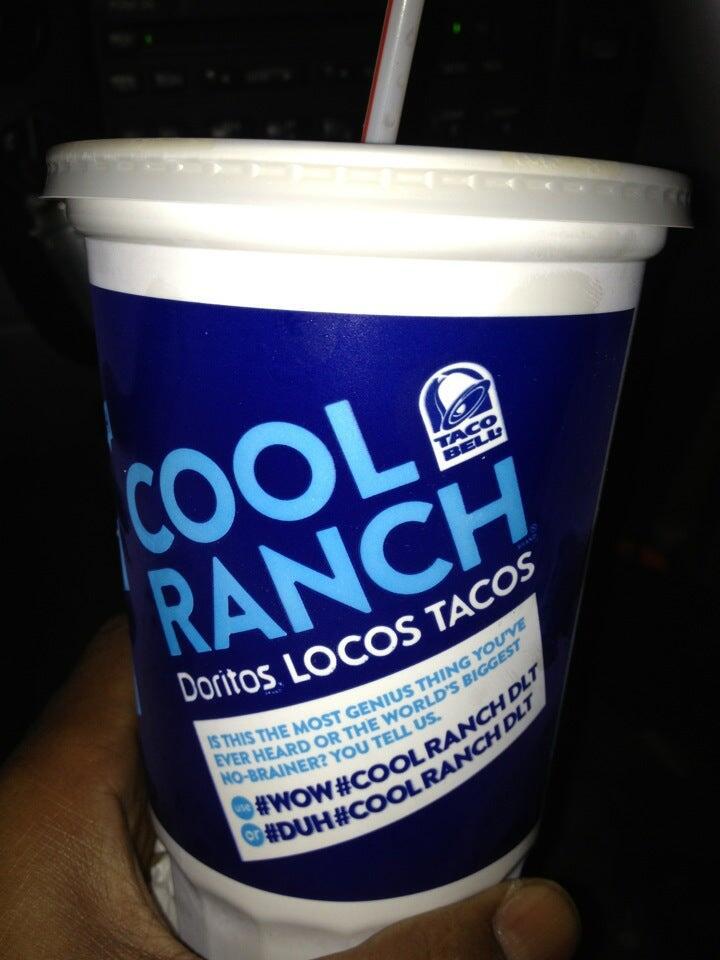 TACO
BELL®
COOL
RANCH
Doritos LOCOS TACOS
IS THIS THE MOST GENIUS THING YOU'VE
EVER HEARD OR THE WORLD'S BIGGEST
NO-BRAINER? YOU TELL US.
use #WOW #COOL RANCH DLT
or #DUH #COOL RANCH DLT